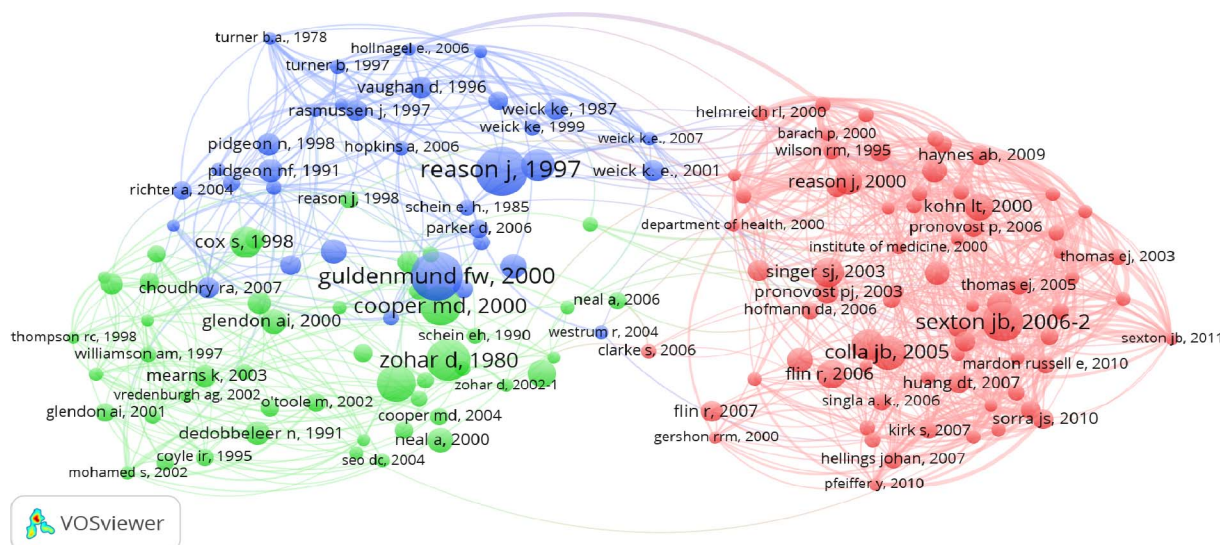 turner b.a., 1978
hollnagel e., 2006
turner b, 1997
vaughan d, 1996
rasmussen j, 1997
weick ke, 1987
weick ke, 1999
weick k.e., 2007
helmreich rl, 2000
barach p, 2000
wilson rm, 1995
haynes ab, 2009
pidgeon n, 1998
hopkins a, 2006
pidgeon nf, 1991
reason j, 1997
weick k. e., 2001
reason j, 2000
richter a, 2004
reason j, 1998
schein e. h., 1985
kohn lt, 2000
parker d, 2006
department of health, 2000
pronovost p, 2006
cox s, 1998
institute of medicine, 2000
thomas ej, 2003
guldenmund fw, 2000
singer sj, 2003
choudhry ra, 2007
thomas ej, 2005
pronovost pj, 2003
cooper md, 2000
neal a, 2006
hofmann da, 2006
glendon ai, 2000
sexton jb, 2006-2
thompson rc, 1998
schein eh, 1990
westrum r, 2004
sexton jb, 2011
williamson am, 1997
zohar d, 1980
clarke s, 2006
colla jb, 2005
mardon russell e, 2010
mearns k, 2003
flin r, 2006
vredenburgh ag, 2002
zohar d, 2002-1
huang dt, 2007
o'toole m, 2002
singla a. k., 2006
glendon ai, 2001
cooper md, 2004
flin r, 2007
sorra js, 2010
dedobbeleer n, 1991
neal a, 2000
gershon rrm, 2000
kirk s, 2007
coyle ir, 1995
seo dc, 2004
hellings johan, 2007
mohamed s, 2002
pfeiffer y, 2010
VOSviewer